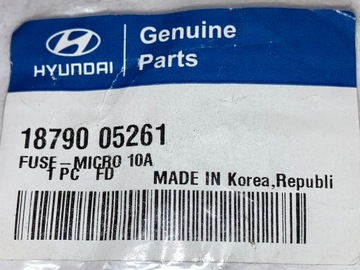 HYUNDAI
Genuine
Parts
18790 05261
FUSE-MICRO 10A
1 PC FD MADE IN Korea,Republi